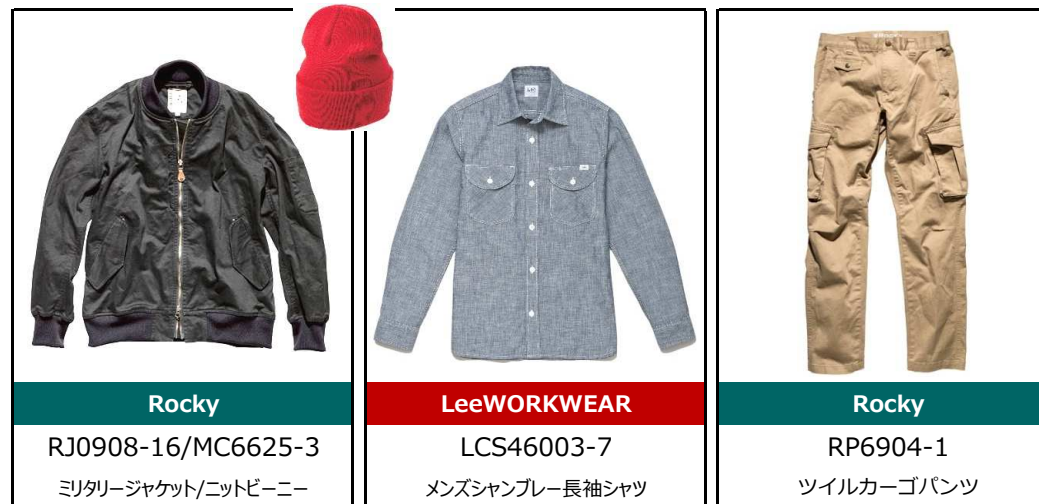 Rocky
RJ0908-16/MC6625-3
ミリタリージャケット/ニットビーニー
LeeWORKWEAR
LCS46003-7
メンズシャンブレー長袖シャツ
Rocky
RP6904-1
ツイルカーゴパンツ